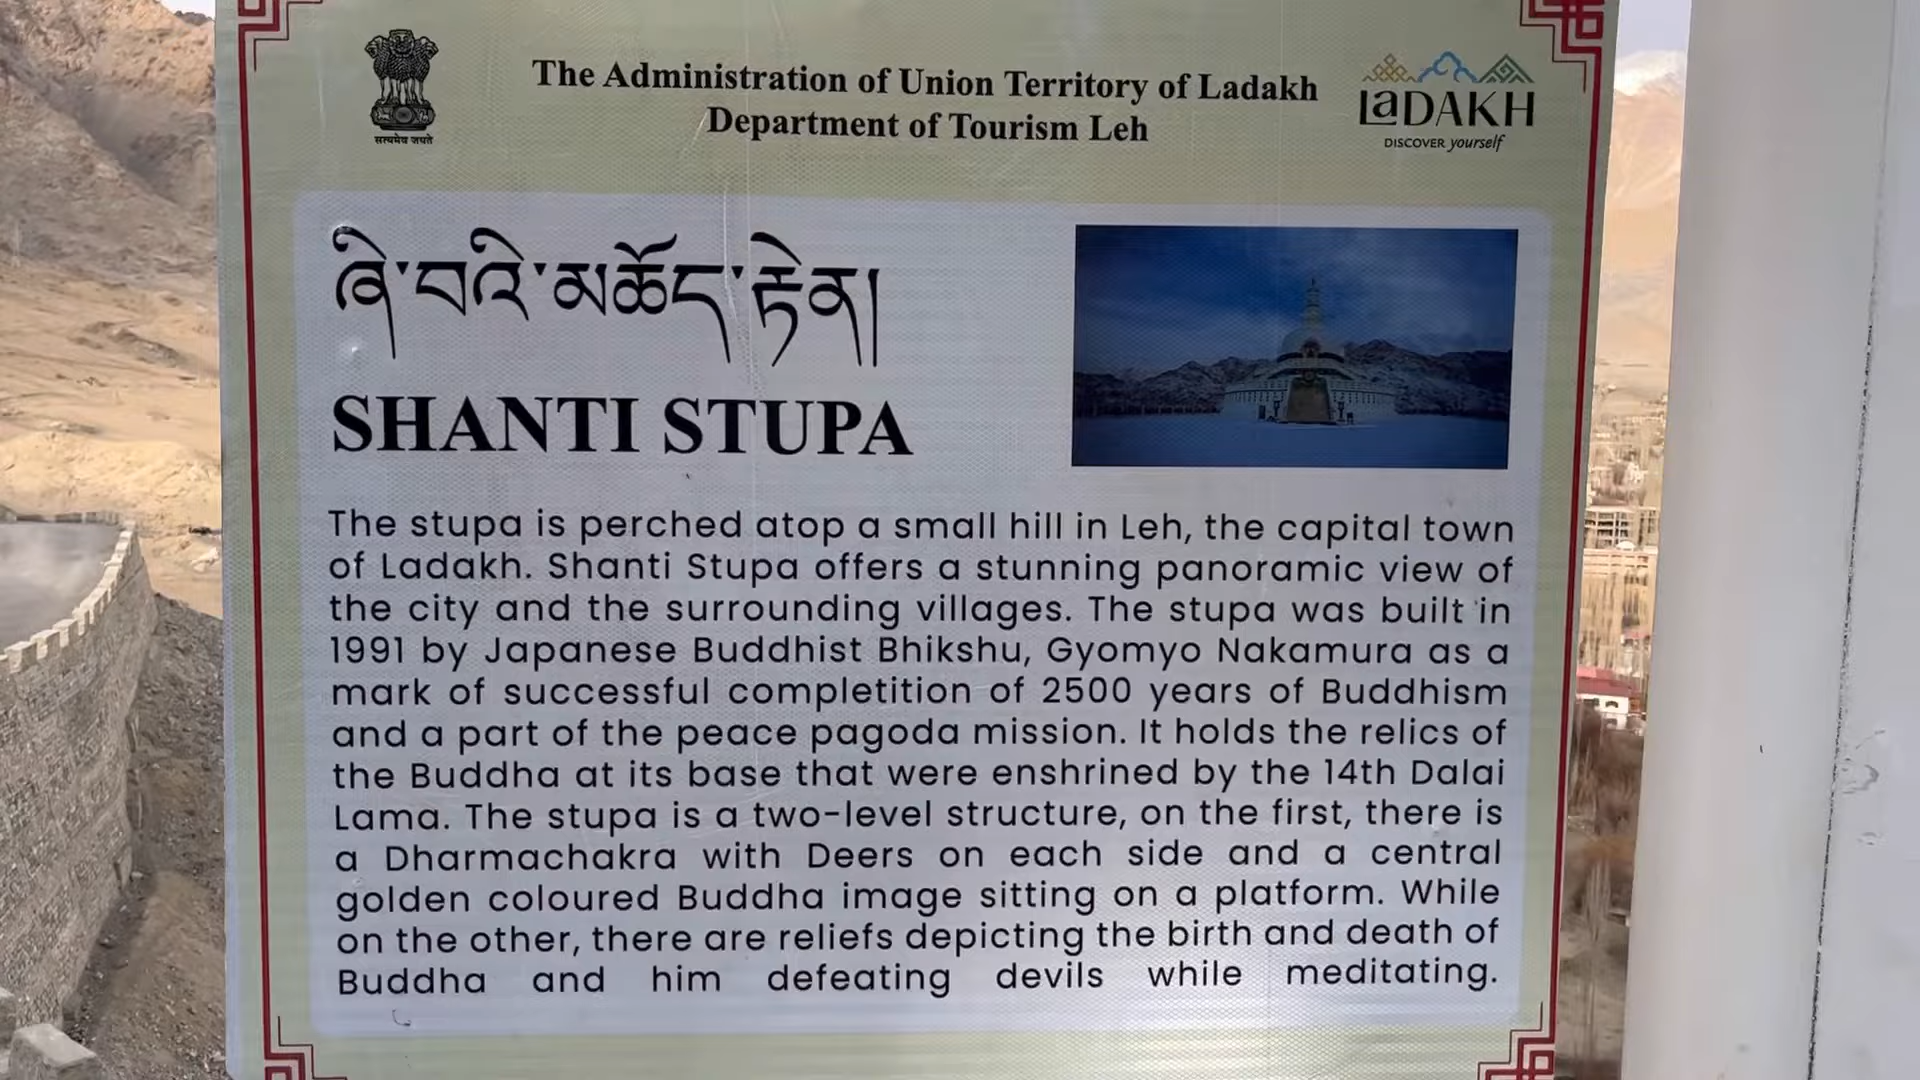 The Administration of Union Territory of Ladakh
Department of Tourism Leh
सत्यमेव जयते
LaDAKH
DISCOVER yourself
ཞི་བའི་མཆོད་རྟེན།
SHANTI STUPA
The stupa is perched atop a small hill in Leh, the capital town
of Ladakh. Shanti Stupa offers a stunning panoramic view of
the city and the surrounding villages. The stupa was built in
1991 by Japanese Buddhist Bhikshu, Gyomyo Nakamura as a
mark of successful completition of 2500 years of Buddhism
and a part of the peace pagoda mission. It holds the relics of
the Buddha at its base that were enshrined by the 14th Dalai
Lama. The stupa is a two-level structure, on the first, there is
a Dharmachakra with Deers on each side and a central
golden coloured Buddha image sitting on a platform. While
on the other, there are reliefs depicting the birth and death of
Buddha and him defeating devils while meditating.